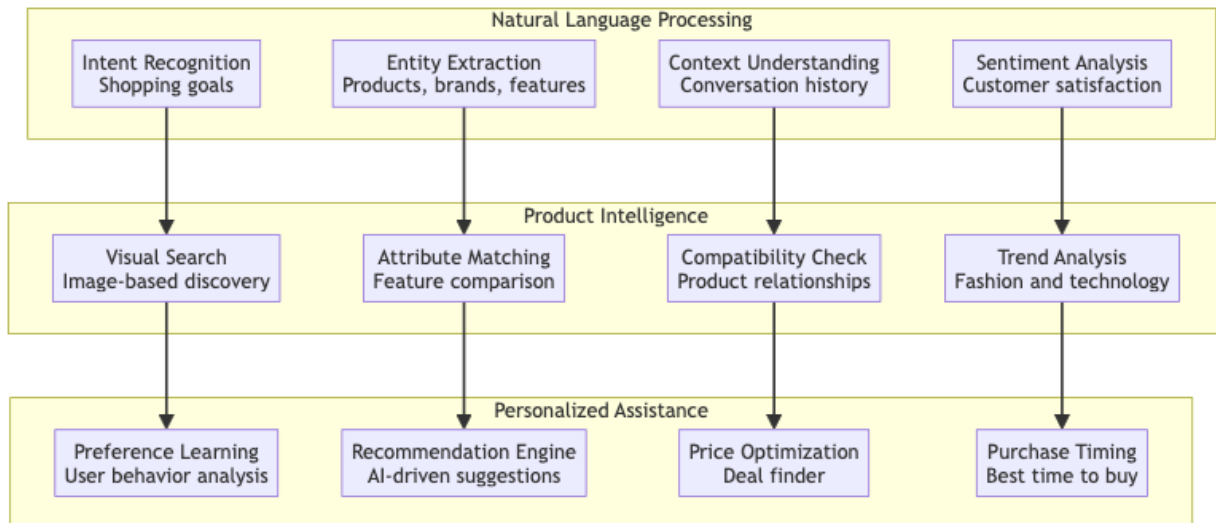 Natural Language Processing
Intent Recognition
Shopping goals
Entity Extraction
Products, brands, features
Context Understanding
Conversation history
Sentiment Analysis
Customer satisfaction
Product Intelligence
Visual Search
Image-based discovery
Attribute Matching
Feature comparison
Compatibility Check
Product relationships
Trend Analysis
Fashion and technology
Personalized Assistance
Preference Learning
User behavior analysis
Recommendation Engine
AI-driven suggestions
Price Optimization
Deal finder
Purchase Timing
Best time to buy